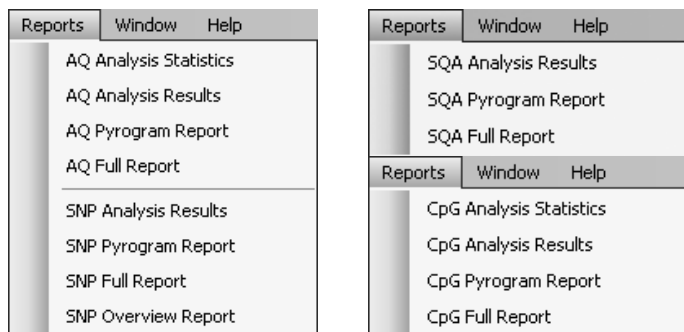 Reports Window Help
AQ Analysis Statistics
AQ Analysis Results
AQ Pyrogram Report
AQ Full Report
SNP Analysis Results
SNP Pyrogram Report
SNP Full Report
SNP Overview Report
Reports Window Help
SQA Analysis Results
SQA Pyrogram Report
SQA Full Report
Reports Window Help
CpG Analysis Statistics
CpG Analysis Results
CpG Pyrogram Report
CpG Full Report